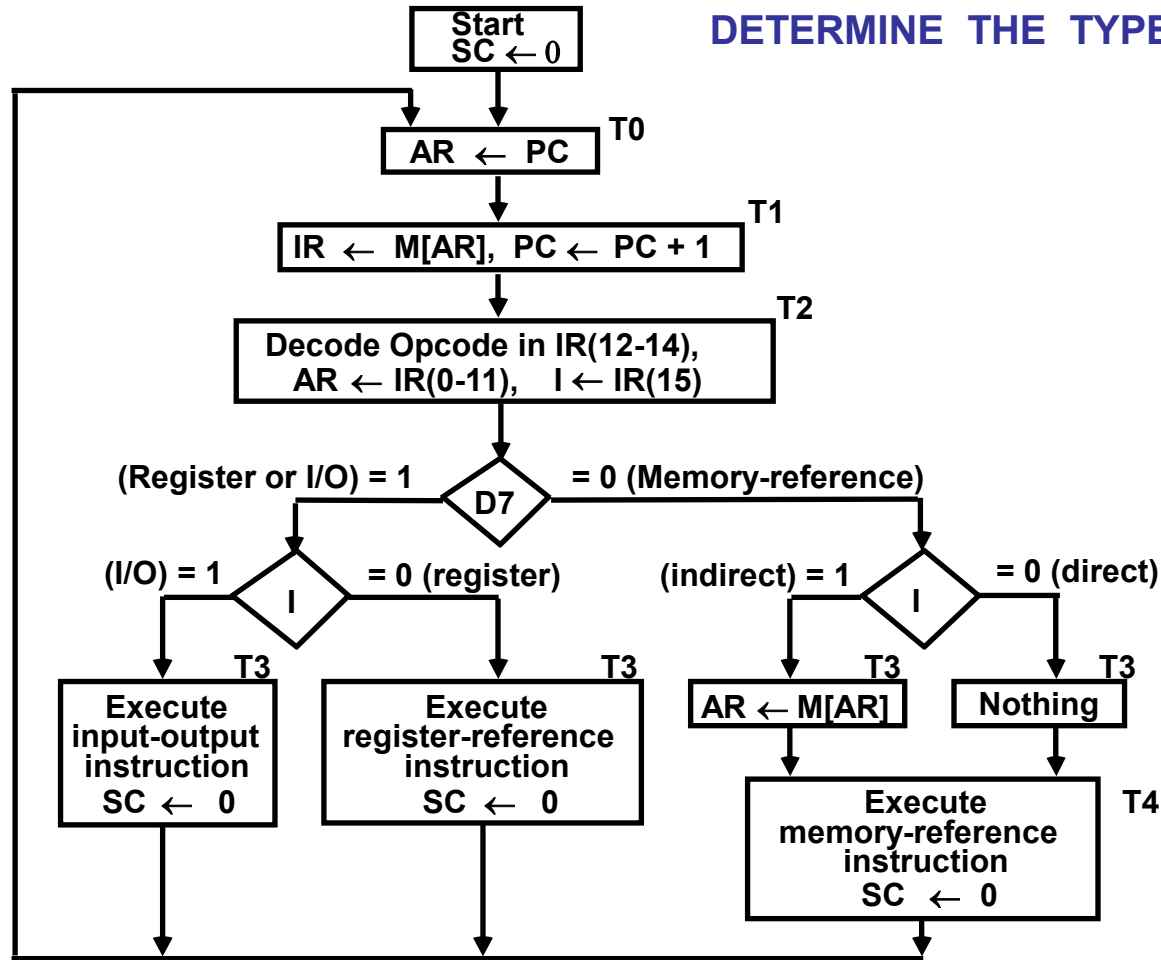 DETERMINE THE TYPE
Start
SC ← 0
T0
AR ← PC
T1
IR ← M[AR], PC ← PC + 1
T2
Decode Opcode in IR(12-14),
AR ← IR(0-11), I ← IR(15)
(Register or I/O) = 1
D7
= 0 (Memory-reference)
(I/O) = 1
I
= 0 (register)
(indirect) = 1
I
= 0 (direct)
T3
Execute
input-output
instruction
SC ← 0
T3
Execute
register-reference
instruction
SC ← 0
T3
AR ← M[AR]
T3
Nothing
T4
Execute
memory-reference
instruction
SC ← 0